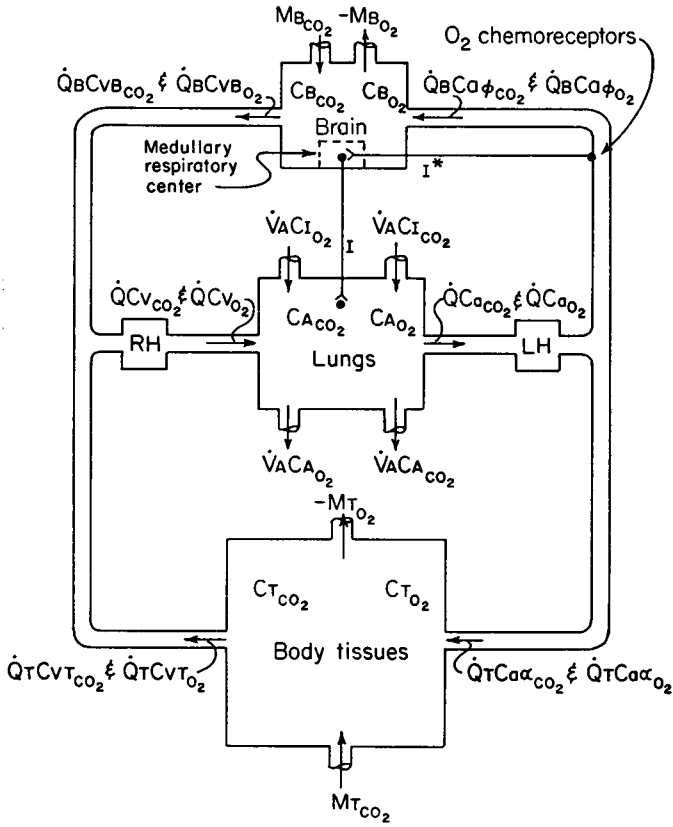 MBCO2 -MBO2
O2 chemoreceptors
Q̇BCVBCO2 & Q̇BCVBO2
Q̇BCaϕCO2 & Q̇BCaϕO2
CBCO2 CBO2
Brain
Medullary
respiratory
center
I*
V̇ACIO2 V̇ACICO2
I
Q̇CVCO2 & Q̇CVO2
Q̇CaCO2 & Q̇CaO2
CACO2 CAO2
RH
Lungs
LH
V̇ACAO2 V̇ACACO2
-MTO2
CTCO2 CTO2
Body tissues
Q̇TCVTCO2 & Q̇TCVTO2
Q̇TCaαCO2 & Q̇TCaαO2
MTCO2